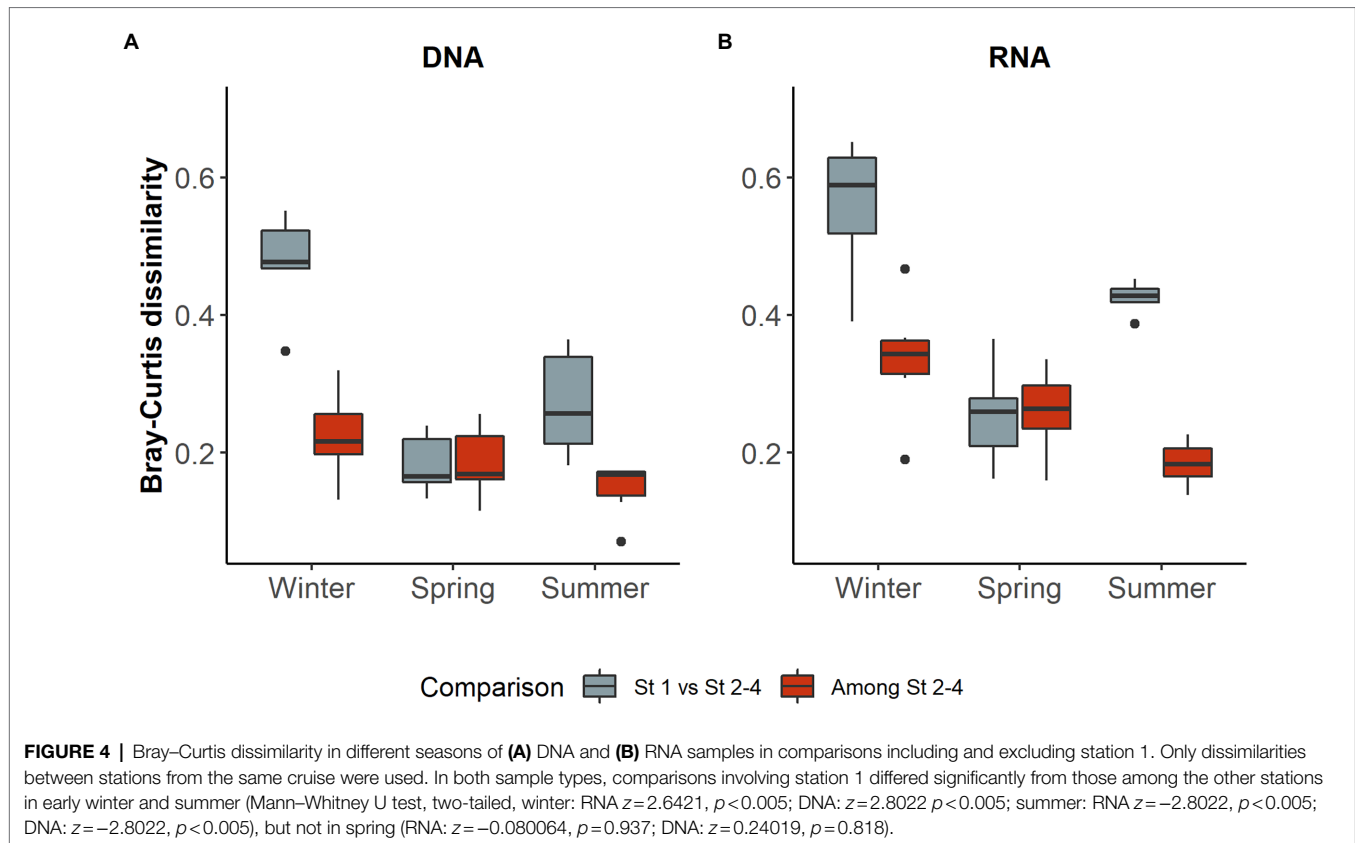 A
DNA
B
RNA
Bray-Curtis dissimilarity
0.6
0.4
0.2
Winter Spring Summer
0.6
0.4
0.2
Winter Spring Summer
Comparison St 1 vs St 2-4 Among St 2-4
FIGURE 4 | Bray–Curtis dissimilarity in different seasons of (A) DNA and (B) RNA samples in comparisons including and excluding station 1. Only dissimilarities
between stations from the same cruise were used. In both sample types, comparisons involving station 1 differed significantly from those among the other stations
in early winter and summer (Mann–Whitney U test, two-tailed, winter: RNA z=2.6421, p<0.005; DNA: z=2.8022 p<0.005; summer: RNA z=−2.8022, p<0.005;
DNA: z=−2.8022, p<0.005), but not in spring (RNA: z=−0.080064, p=0.937; DNA: z=0.24019, p=0.818).